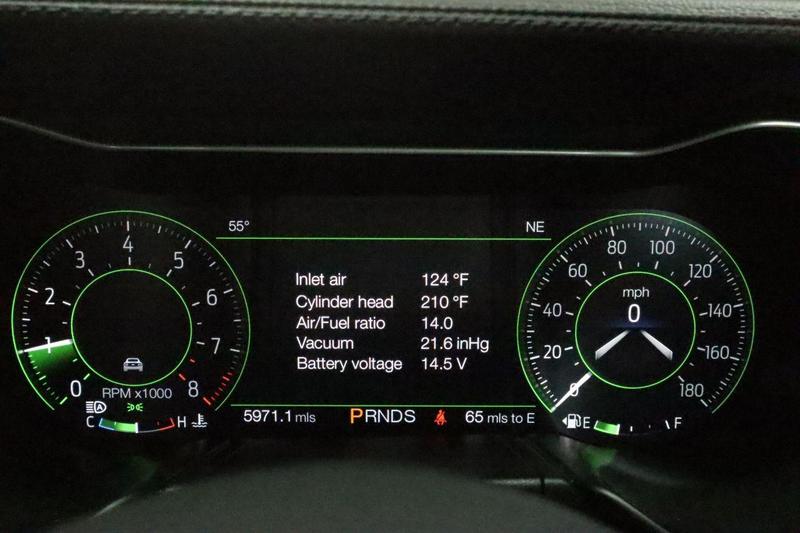 55° NE
4
3 5
2 6
1 7
0 8
RPM x1000
C H
Inlet air 124 °F
Cylinder head 210 °F
Air/Fuel ratio 14.0
Vacuum 21.6 inHg
Battery voltage 14.5 V
80 100
60 120
40 140
20 160
0 180
mph
0
5971.1 mls PRNDS 65 mls to E
E F
A